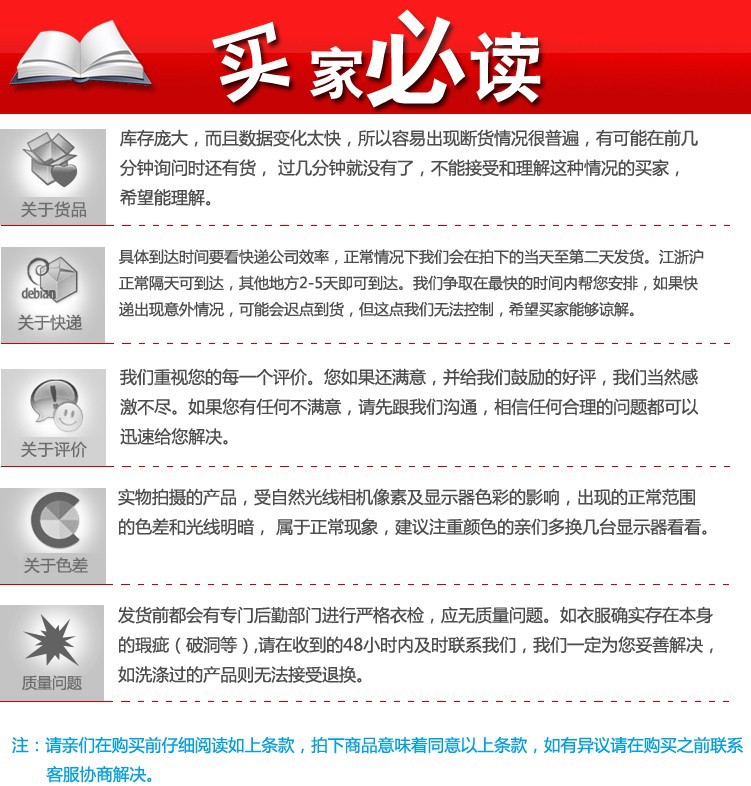 买家必读
库存庞大，而且数据变化太快，所以容易出现断货情况很普遍，有可能在前几
分钟询问时还有货， 过几分钟就没有了，不能接受和理解这种情况的买家，
希望能理解。
关于货品
具体到达时间要看快递公司效率，正常情况下我们会在拍下的当天至第二天发货。江浙沪
正常隔天可到达，其他地方2-5天即可到达。我们争取在最快的时间内帮您安排，如果快
递出现意外情况，可能会迟点到货，但这点我们无法控制，希望买家能够谅解。
debian
关于快递
我们重视您的每一个评价。您如果还满意，并给我们鼓励的好评，我们当然感
激不尽。如果您有任何不满意，请先跟我们沟通，相信任何合理的问题都可以
迅速给您解决。
关于评价
实物拍摄的产品，受自然光线相机像素及显示器色彩的影响，出现的正常范围
的色差和光线明暗， 属于正常现象，建议注重颜色的亲们多换几台显示器看看。
关于色差
发货前都会有专门后勤部门进行严格衣检，应无质量问题。如衣服确实存在本身
的瑕疵（破洞等）,请在收到的48小时内及时联系我们，我们一定为您妥善解决，
如洗涤过的产品则无法接受退换。
质量问题
注：请亲们在购买前仔细阅读如上条款，拍下商品意味着同意以上条款，如有异议请在购买之前联系
客服协商解决。